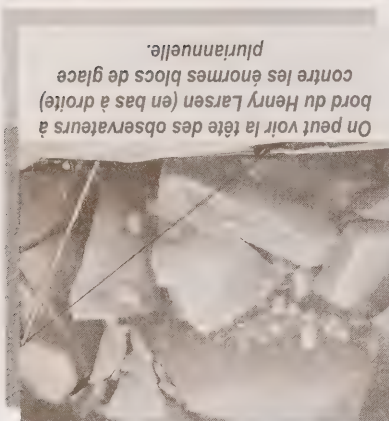 On peut voir la tête des observateurs à
bord du Henry Larsen (en bas à droite)
contre les énormes blocs de glace
pluriannuelle.